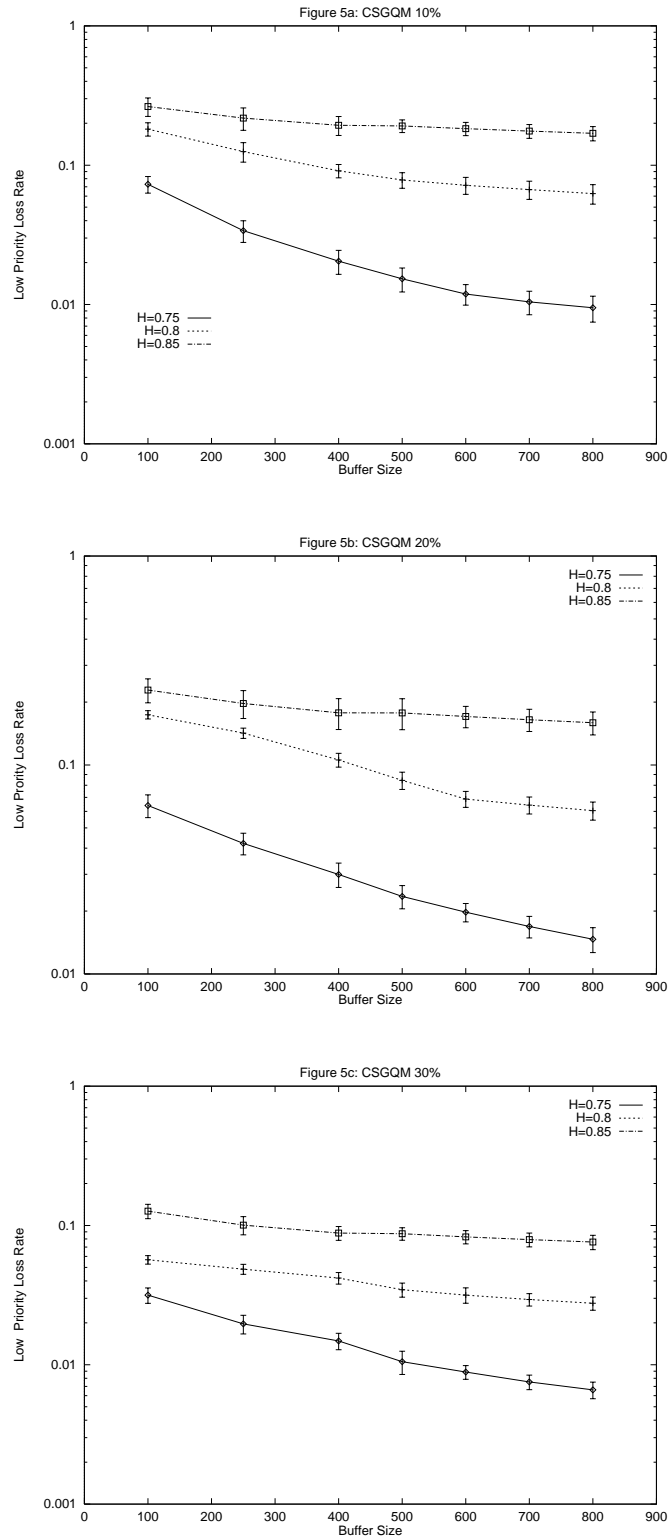 Figure 5a: CSGQM 10%
1
0.1
0.01
0.001
Low Priority Loss Rate
H=0.75
H=0.8
H=0.85
0 100 200 300 400 500 600 700 800 900
Buffer Size
Figure 5b: CSGQM 20%
1
0.1
0.01
Low Prority Loss Rate
H=0.75
H=0.8
H=0.85
0 100 200 300 400 500 600 700 800 900
Buffer Size
Figure 5c: CSGQM 30%
1
0.1
0.01
0.001
Low Priority Loss Rate
H=0.75
H=0.8
H=0.85
0 100 200 300 400 500 600 700 800 900
Buffer Size